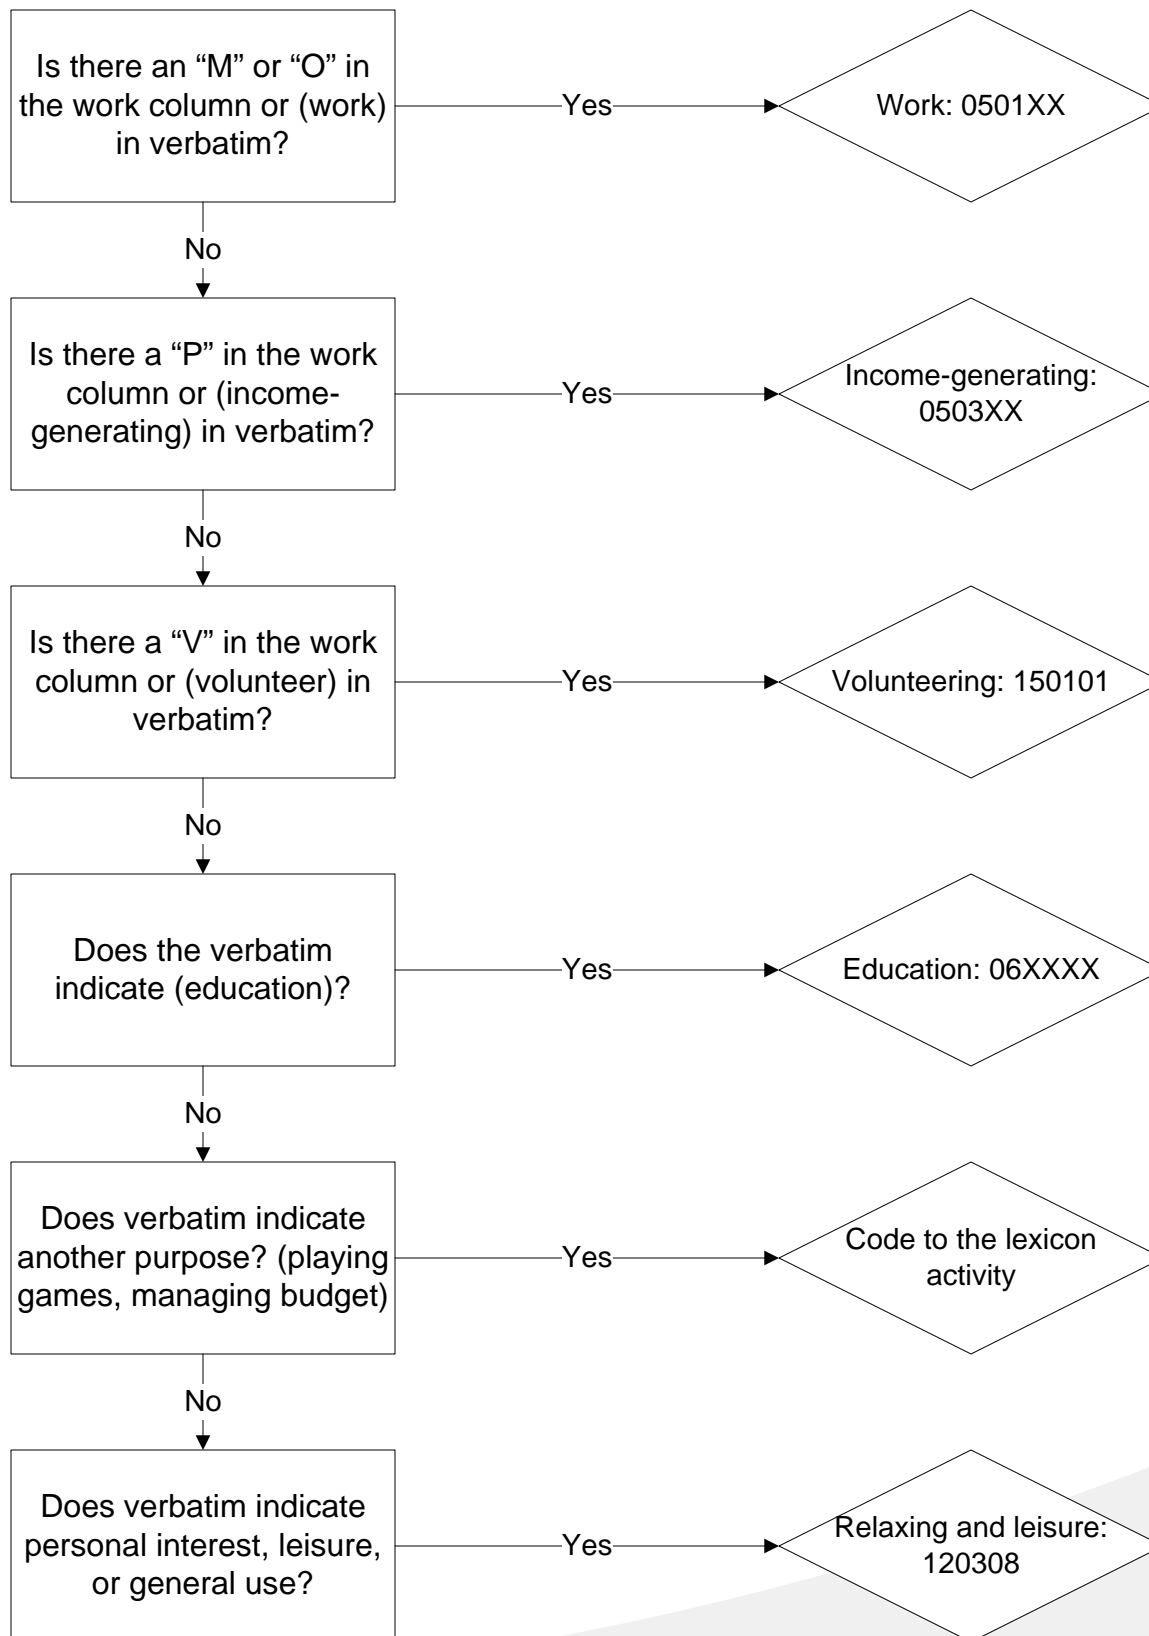 Is there an “M” or “O” in
the work column or (work)
in verbatim?
Yes
Work: 0501XX
No
Is there a “P” in the work
column or (income-
generating) in verbatim?
Yes
Income-generating:
0503XX
No
Is there a “V” in the work
column or (volunteer) in
verbatim?
Yes
Volunteering: 150101
No
Does the verbatim
indicate (education)?
Yes
Education: 06XXXX
No
Does verbatim indicate
another purpose? (playing
games, managing budget)
Yes
Code to the lexicon
activity
No
Does verbatim indicate
personal interest, leisure,
or general use?
Yes
Relaxing and leisure:
120308